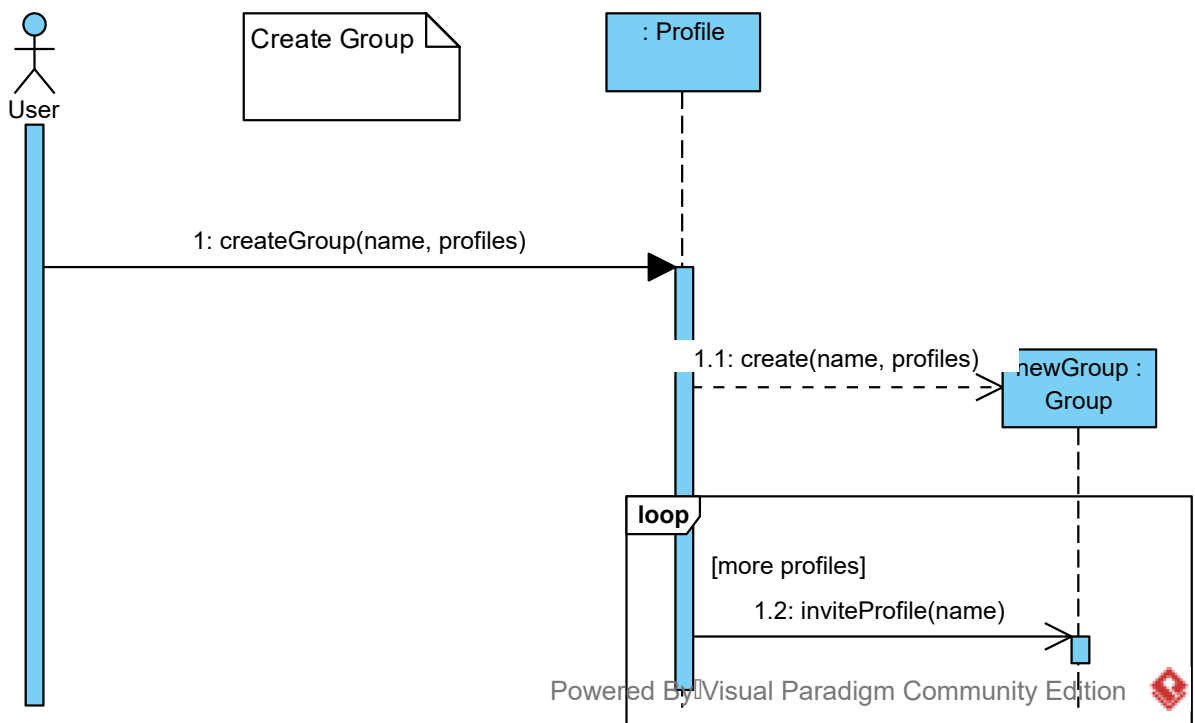 Create Group
: Profile
User
1: createGroup(name, profiles)
1.1: create(name, profiles)
newGroup :
Group
loop
[more profiles]
1.2: inviteProfile(name)
Powered By Visual Paradigm Community Edition